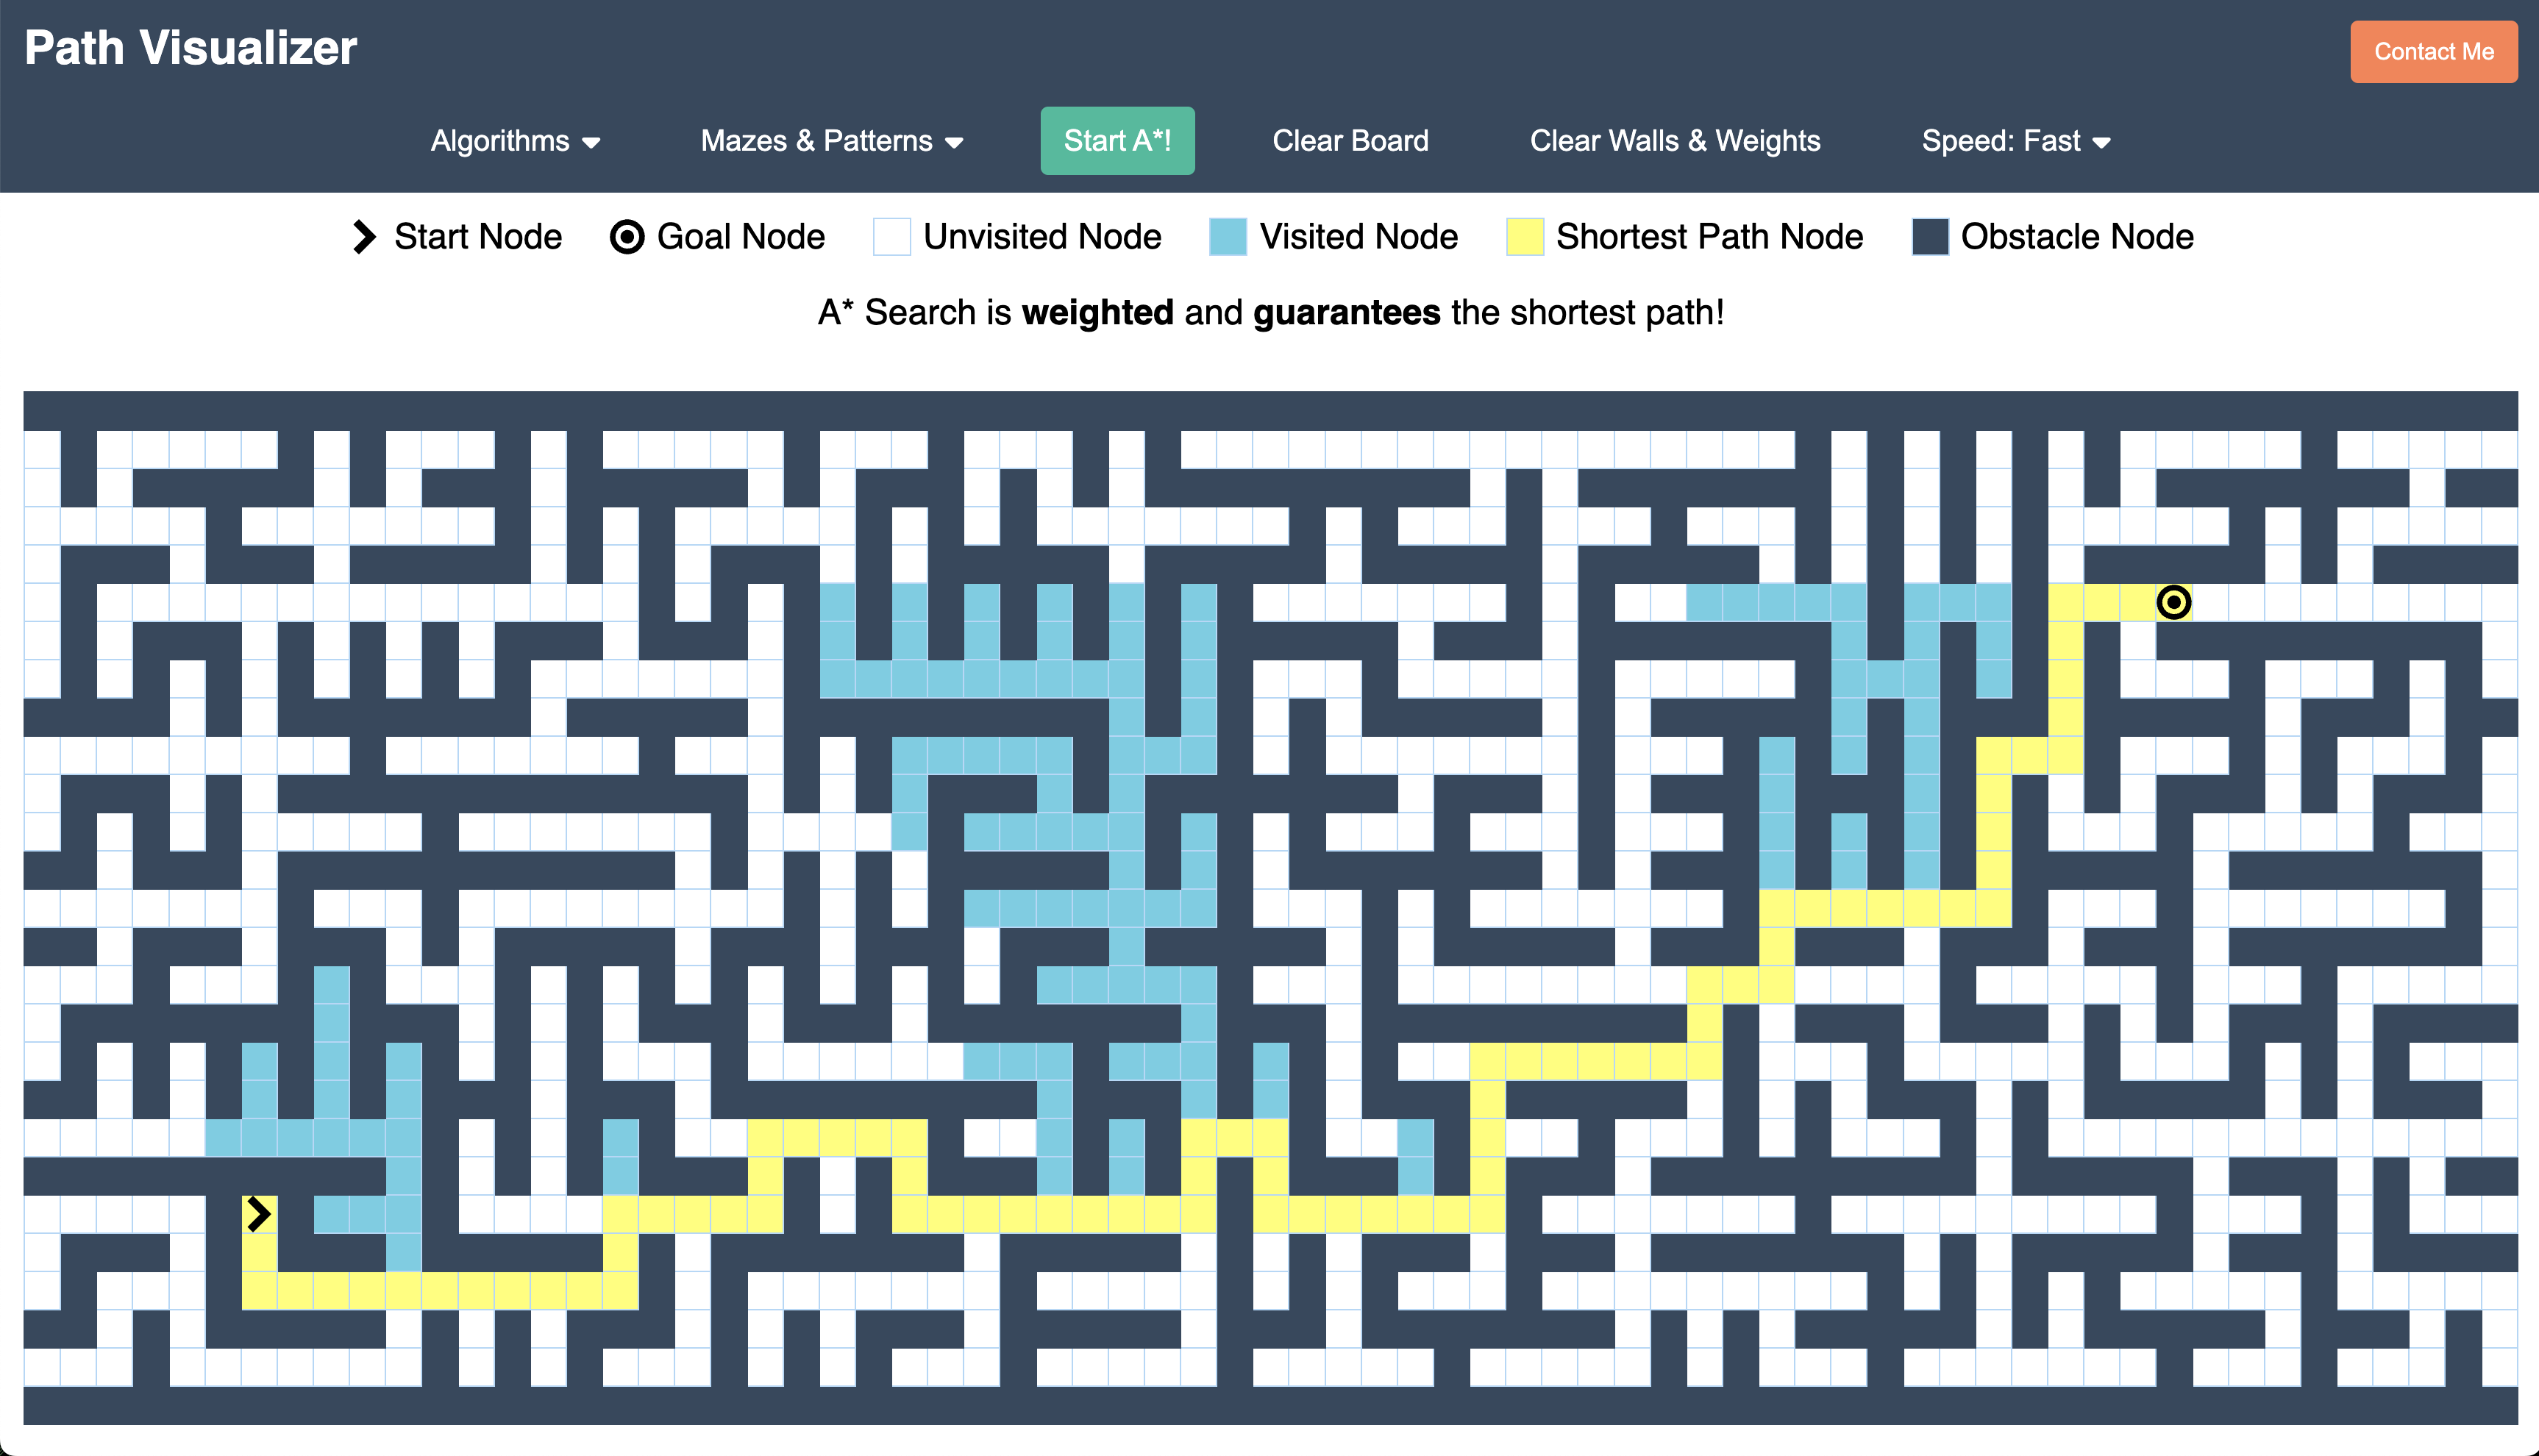 Path Visualizer
Contact Me
Algorithms Mazes & Patterns Start A*! Clear Board Clear Walls & Weights Speed: Fast
Start Node Goal Node Unvisited Node Visited Node Shortest Path Node Obstacle Node
A* Search is weighted and guarantees the shortest path!